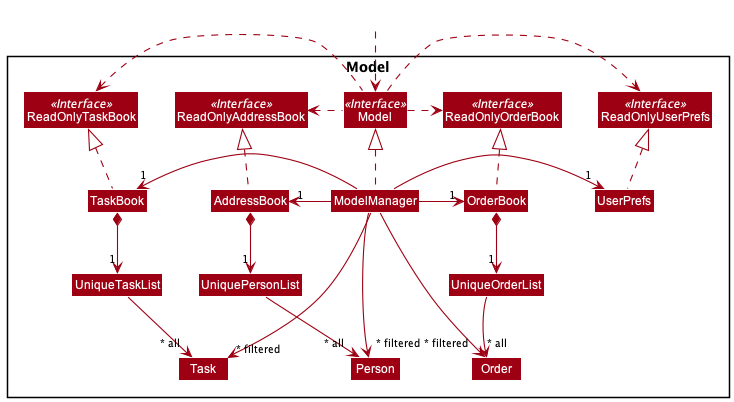 Model
«Interface»
ReadOnlyTaskBook
«Interface»
ReadOnlyAddressBook
«Interface»
Model
«Interface»
ReadOnlyOrderBook
«Interface»
ReadOnlyUserPrefs
1
1
TaskBook
AddressBook
1
ModelManager
1
OrderBook
UserPrefs
1
1
1
UniqueTaskList
UniquePersonList
UniqueOrderList
* all
* filtered
* all
* filtered
* filtered
* all
Task
Person
Order